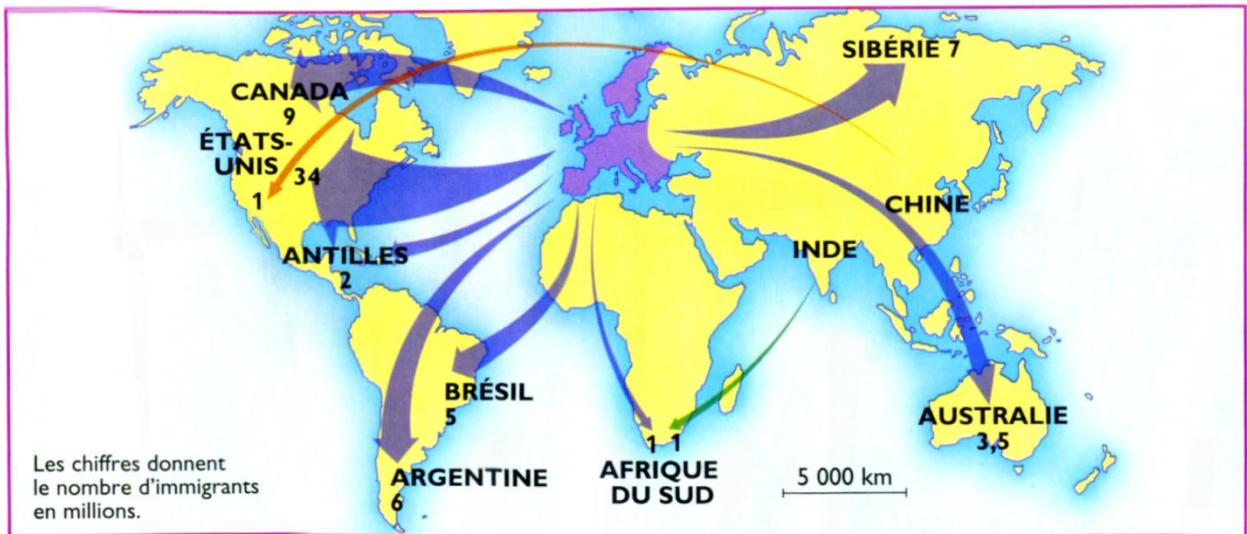 SIBÉRIE 7
CANADA
9
ÉTATS-
UNIS
34
1
CHINE
INDE
ANTILLES
2
BRÉSIL
5
AUSTRALIE
3,5
1 1
AFRIQUE
DU SUD
ARGENTINE
6
5 000 km
Les chiffres donnent
le nombre d'immigrants
en millions.